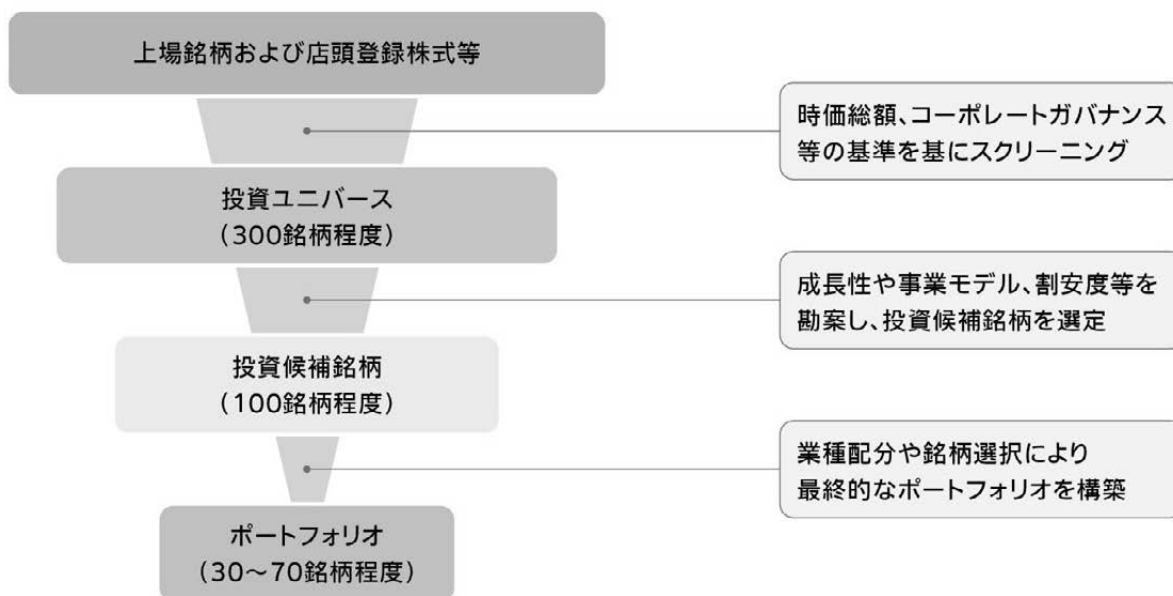 上場銘柄および店頭登録株式等
時価総額、コーポレートガバナンス
等の基準を基にスクリーニング
投資ユニバース
(300銘柄程度)
成長性や事業モデル、割安度等を
勘案し、投資候補銘柄を選定
投資候補銘柄
(100銘柄程度)
業種配分や銘柄選択により
最終的なポートフォリオを構築
ポートフォリオ
(30～70銘柄程度)